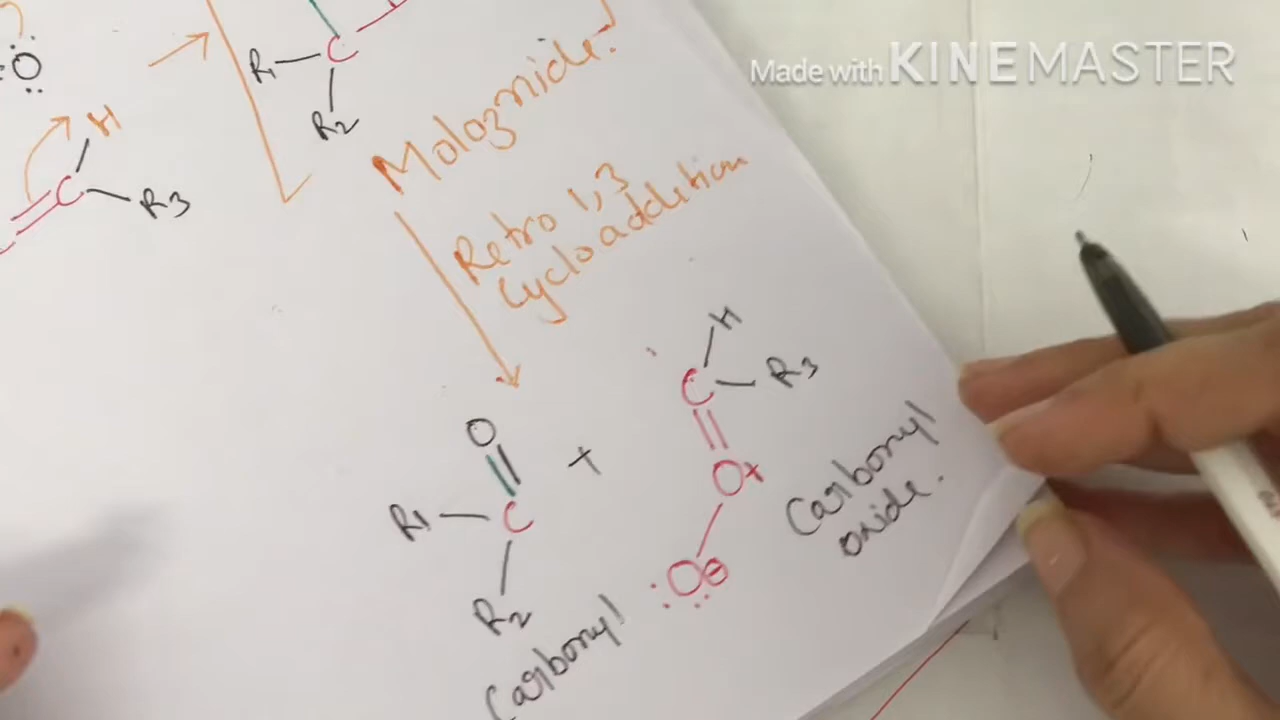 Made with KINEMASTER
:O
H
C
R3
C
R1
R2
Molozonide.
Retro 1,3
Cycloaddition
H
C
R3
O
+
O+
R1
C
Carbonyl
oxide.
O⊖
R2
Carbonyl